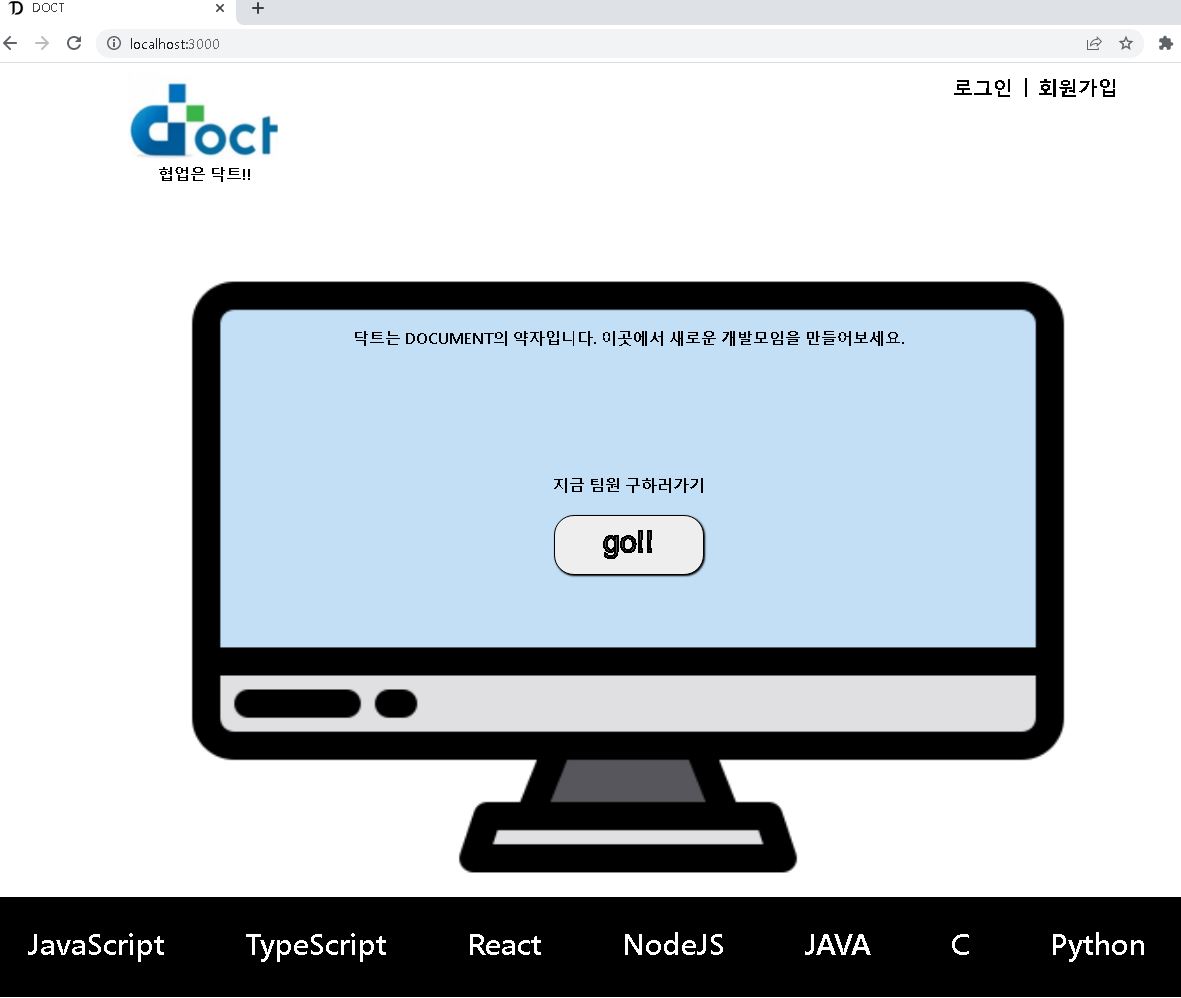 DOCT
localhost:3000
로그인 | 회원가입
doct
협업은 닥트!!
닥트는 DOCUMENT의 약자입니다. 이곳에서 새로운 개발모임을 만들어보세요.
지금 팀원 구하러가기
go!!
JavaScript TypeScript React NodeJS JAVA C Python